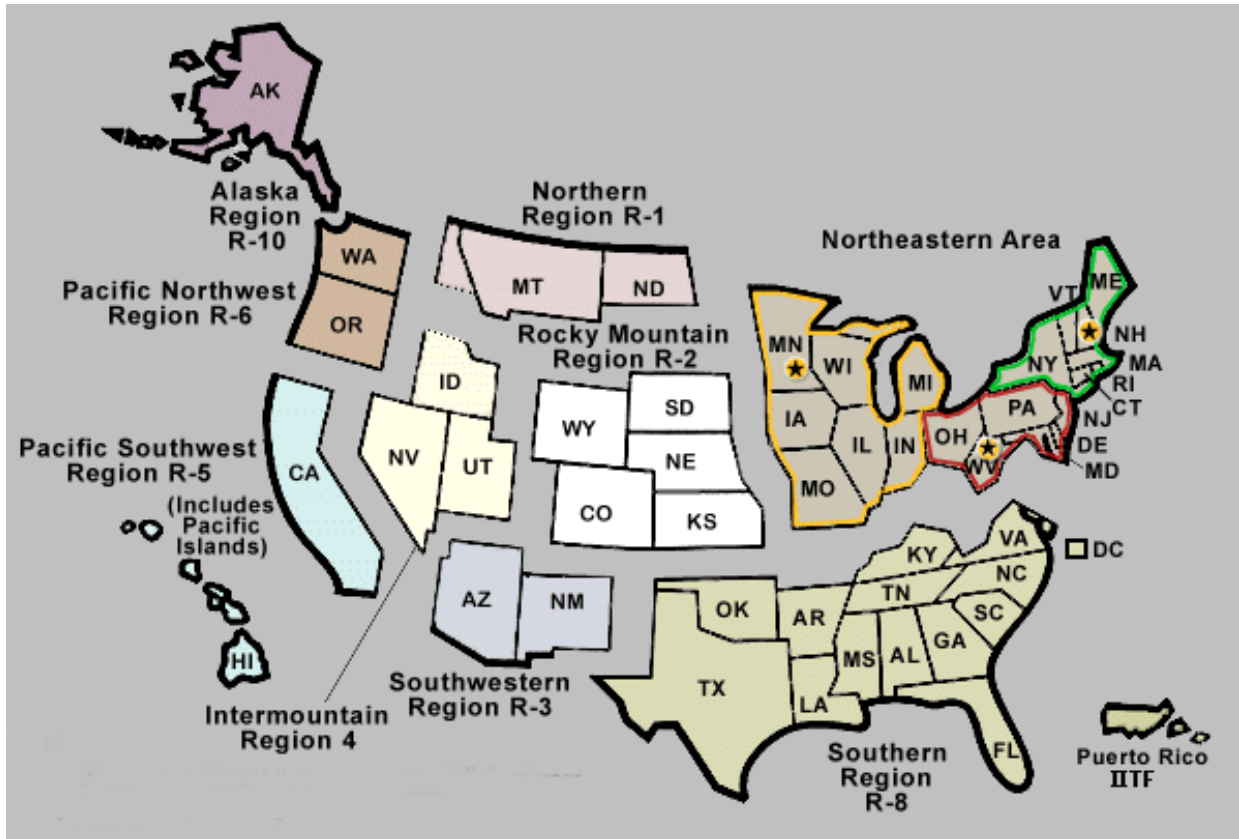 AK
Alaska
Region
R-10
Northern
Region R-1
Northeastern Area
WA
OR
Pacific Northwest
Region R-6
MT
ND
Rocky Mountain
Region R-2
ID
NV
UT
WY
SD
NE
CO
KS
Pacific Southwest
Region R-5
(Includes
Pacific
Islands)
CA
HI
Intermountain
Region 4
AZ
NM
Southwestern
Region R-3
MN
WI
MI
IA
IL
IN
MO
ME
VT
NH
NY
MA
RI
CT
PA
NJ
OH
WV
DE
MD
KY
VA
DC
NC
TN
SC
OK
AR
TX
LA
MS
AL
GA
FL
Southern
Region
R-8
Puerto Rico
IITF